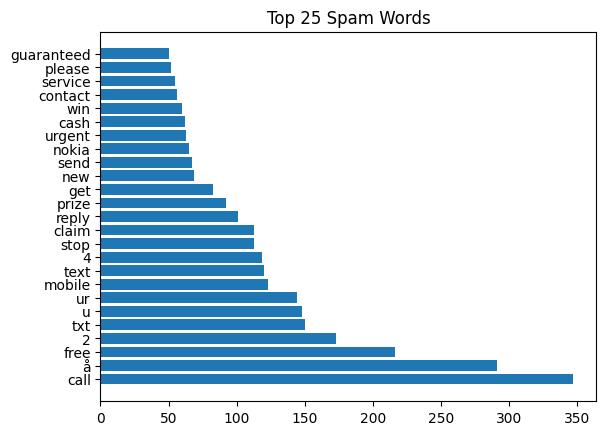 Top 25 Spam Words
guaranteed
please
service
contact
win
cash
urgent
nokia
send
new
get
prize
reply
claim
stop
4
text
mobile
ur
u
txt
2
free
å
call
0 50 100 150 200 250 300 350